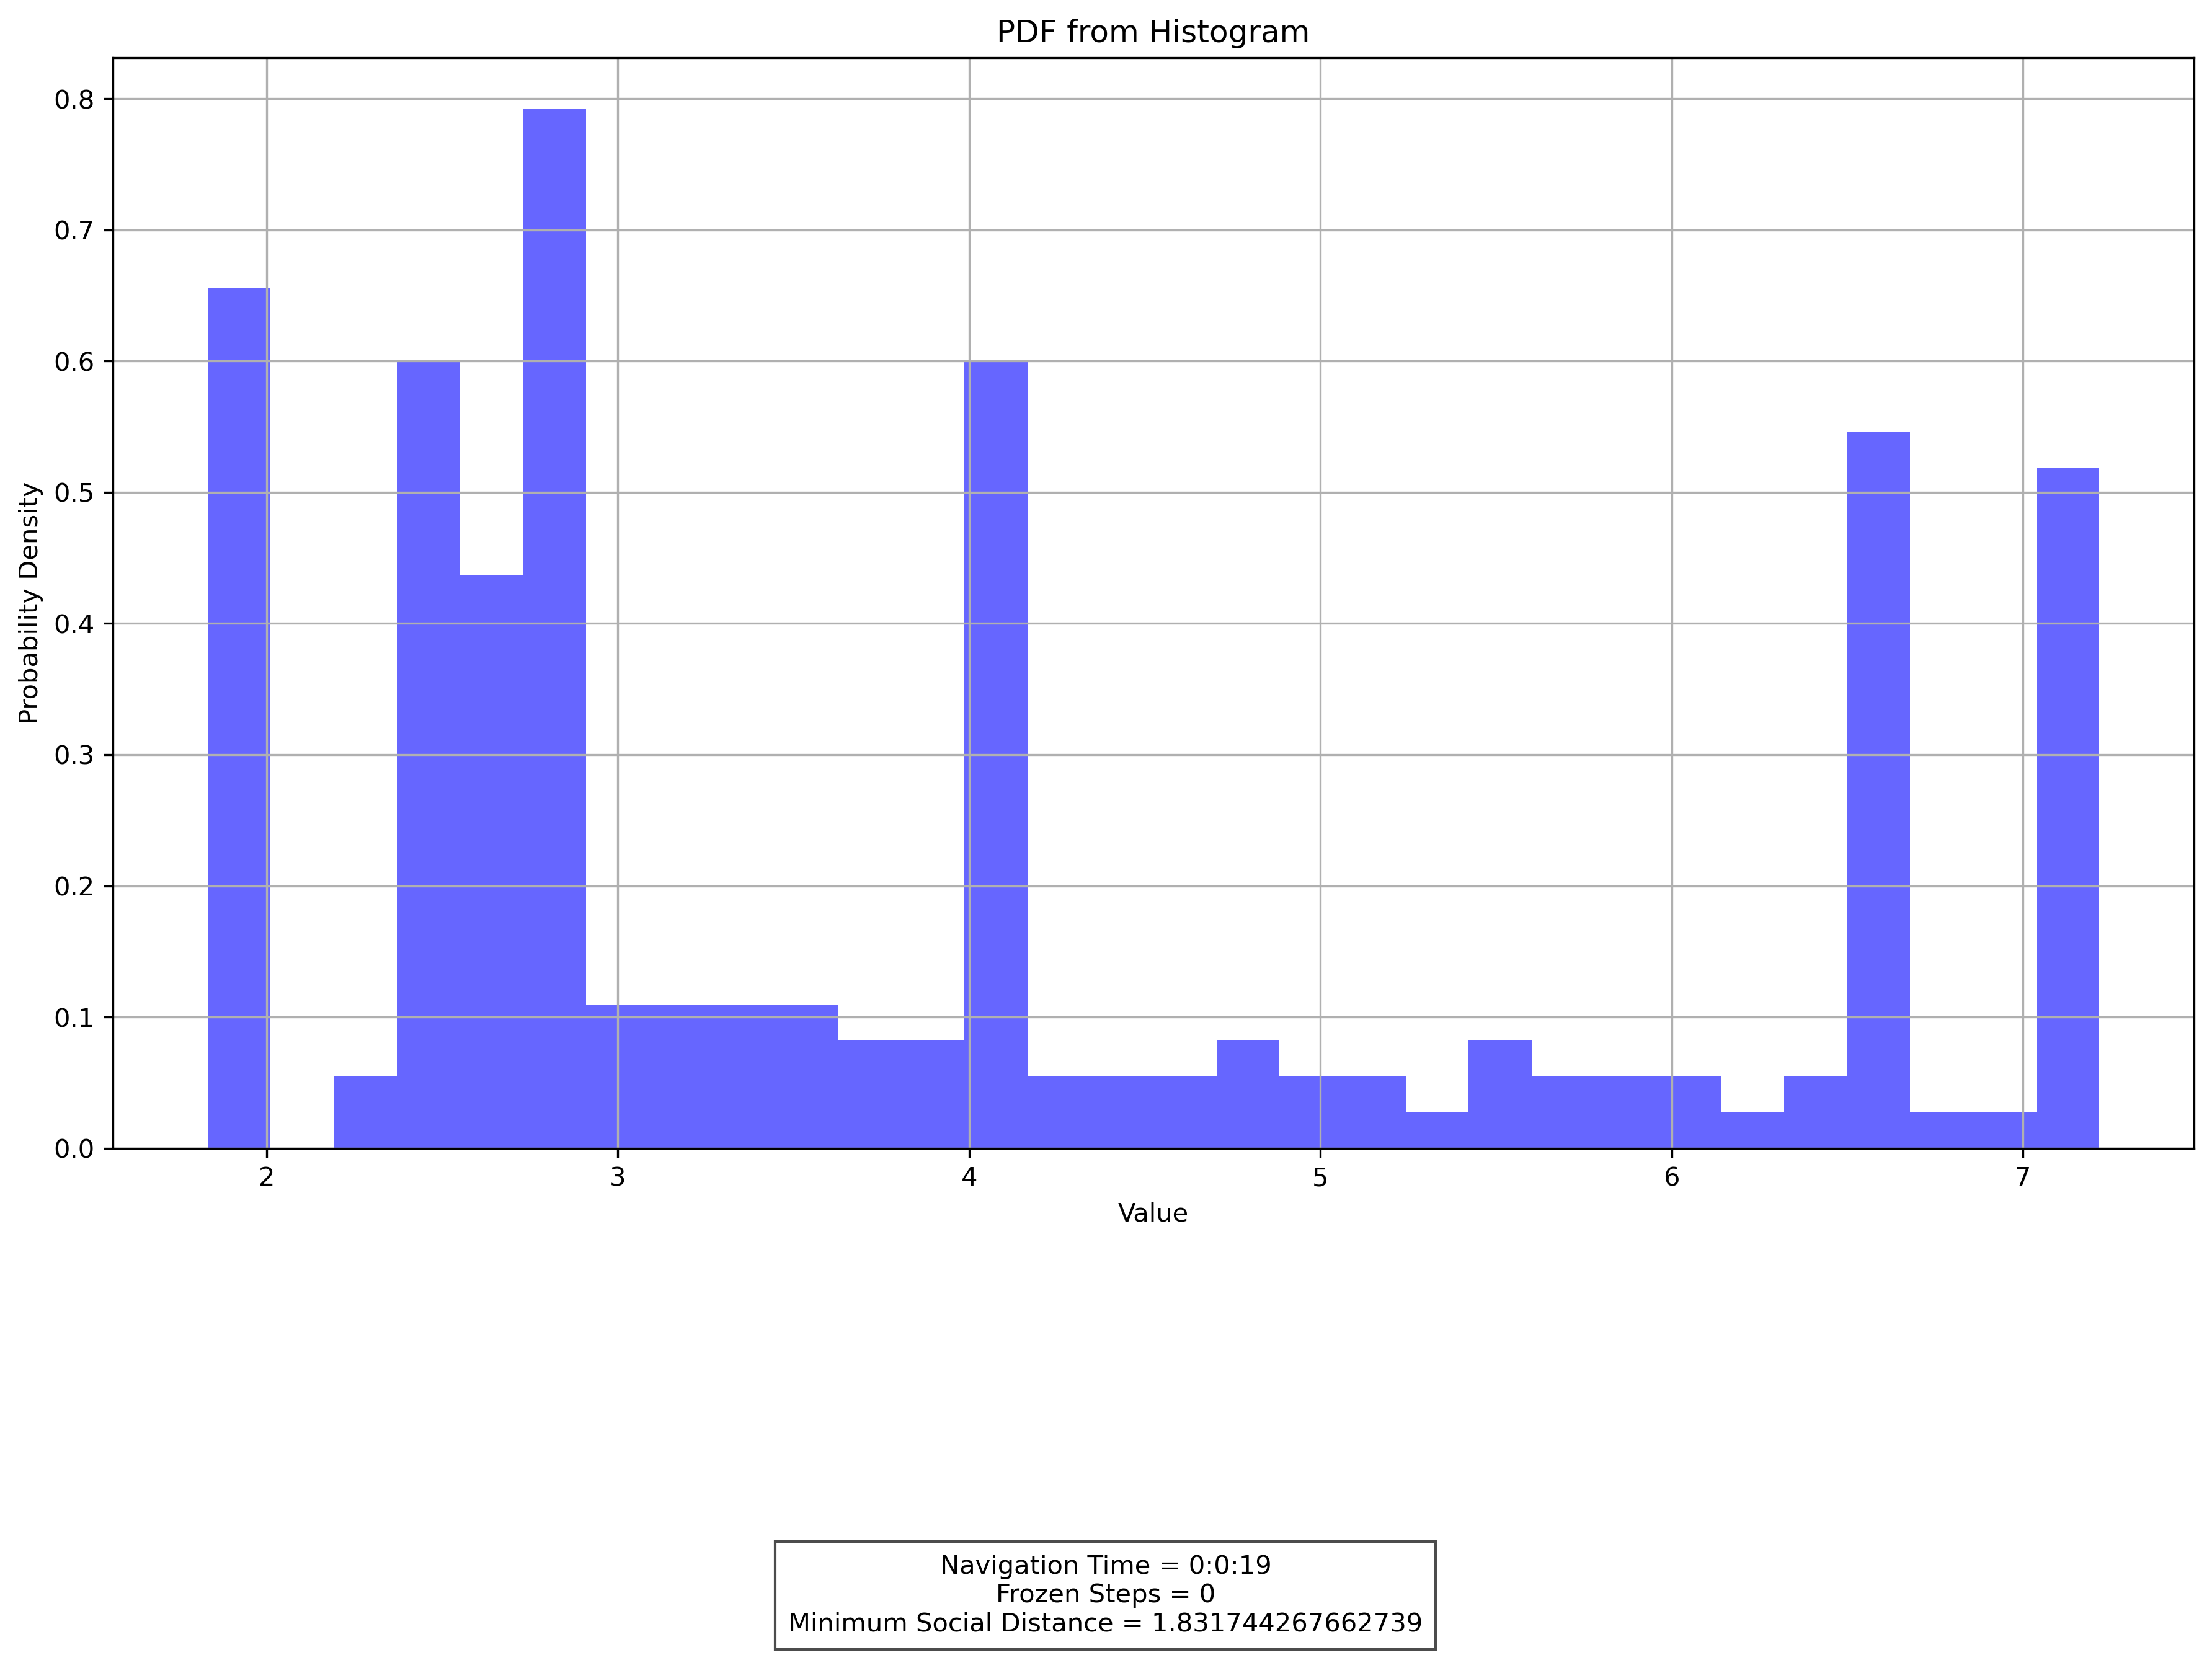 PDF from Histogram
0.8
0.7
0.6
0.5
0.4
0.3
0.2
0.1
0.0
Probability Density
2 3 4 5 6 7
Value
Navigation Time = 0:0:19
Frozen Steps = 0
Minimum Social Distance = 1.831744267662739